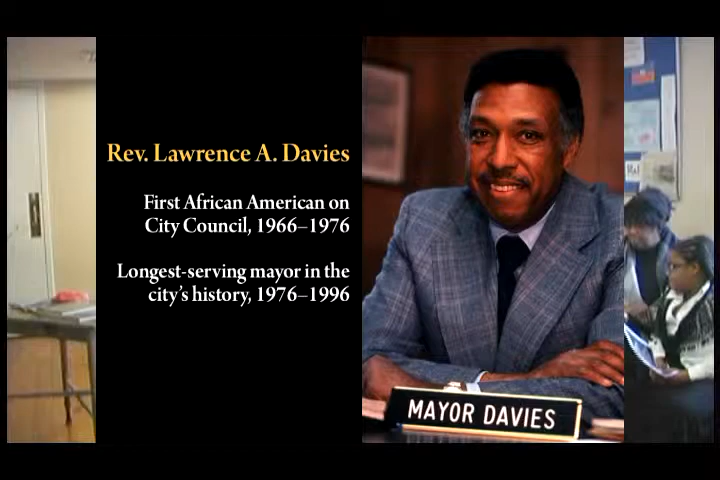 Rev. Lawrence A. Davies
First African American on
City Council, 1966–1976
Longest-serving mayor in the
city's history, 1976–1996
MAYOR DAVIES